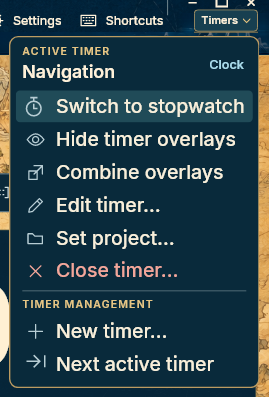 Settings Shortcuts Timers
ACTIVE TIMER
Navigation Clock
Switch to stopwatch
Hide timer overlays
Combine overlays
Edit timer...
Set project...
Close timer...
TIMER MANAGEMENT
New timer...
Next active timer